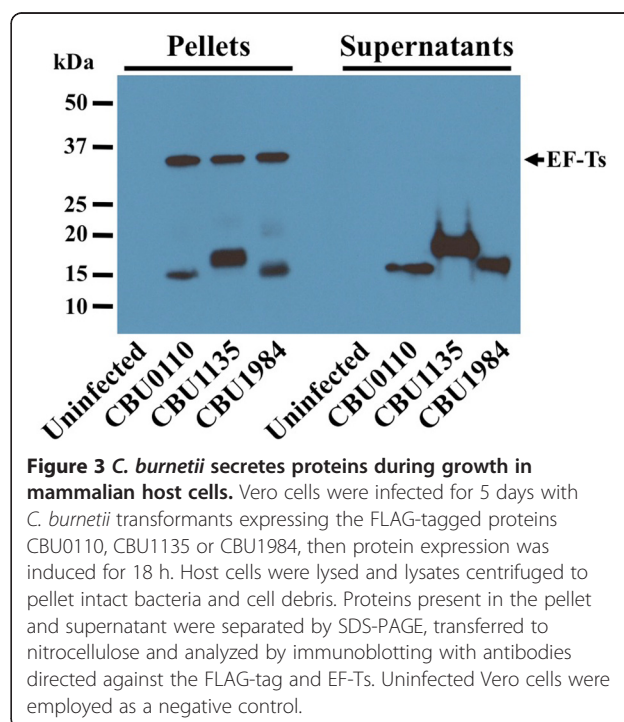 Pellets Supernatants
kDa
50
37
EF-Ts
25
20
15
10
Uninfected CBU0110 CBU1135 CBU1984 Uninfected CBU0110 CBU1135 CBU1984
Figure 3 C. burnetii secretes proteins during growth in
mammalian host cells. Vero cells were infected for 5 days with
C. burnetii transformants expressing the FLAG-tagged proteins
CBU0110, CBU1135 or CBU1984, then protein expression was
induced for 18 h. Host cells were lysed and lysates centrifuged to
pellet intact bacteria and cell debris. Proteins present in the pellet
and supernatant were separated by SDS-PAGE, transferred to
nitrocellulose and analyzed by immunoblotting with antibodies
directed against the FLAG-tag and EF-Ts. Uninfected Vero cells were
employed as a negative control.